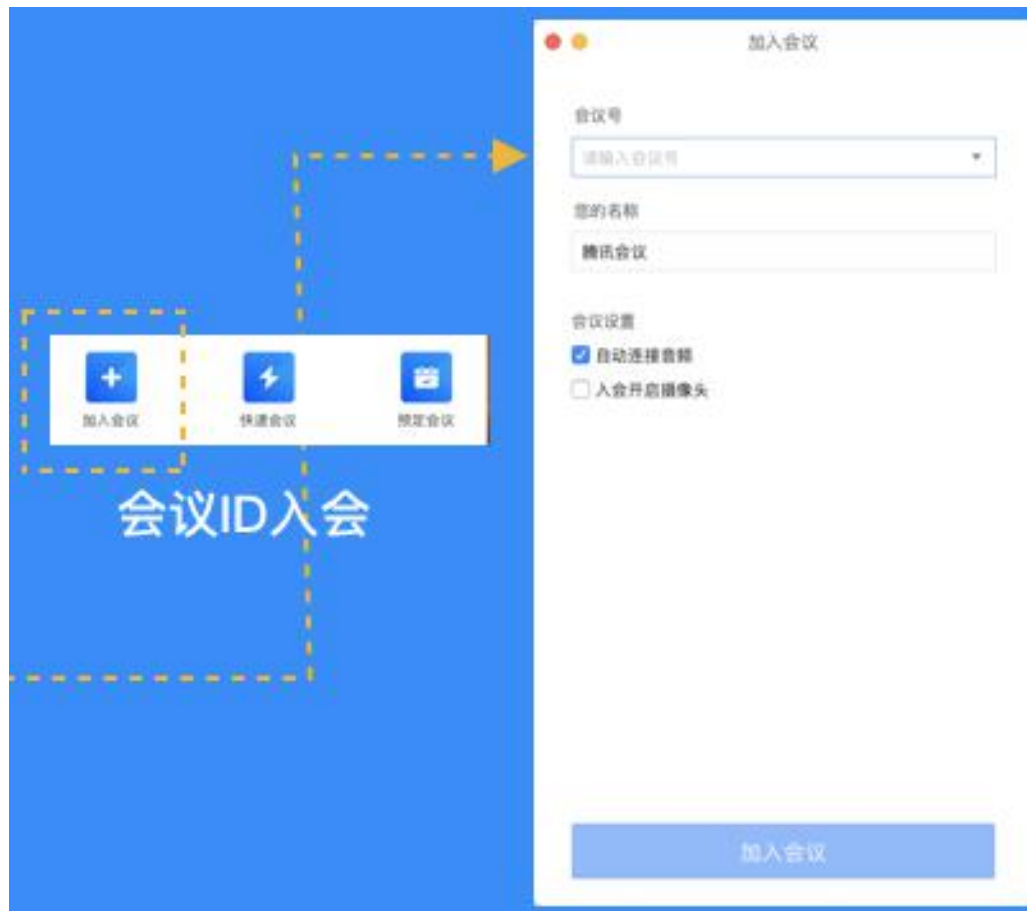 加入会议
会议号
请输入会议号
您的名称
腾讯会议
会议设置
自动连接音频
入会开启摄像头
加入会议 快速会议 预定会议
会议ID入会
加入会议